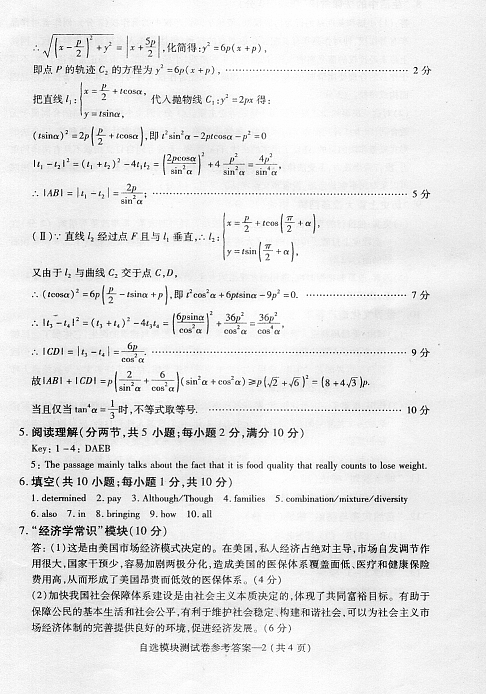 ∴ √((x-p/2)²+y²) = |x+5p/2|,化简得:y²=6p(x+p),
即点 P 的轨迹 C₂ 的方程为 y²=6p(x+p), …… 2 分
把直线 l₁: { x=p/2+tcosα, y=tsinα, 代入抛物线 C₁:y²=2px 得:
(tsinα)²=2p(p/2+tcosα),即 t²sin²α-2ptcosα-p²=0
|t₁-t₂|²=(t₁+t₂)²-4t₁t₂=(2pcosα/sin²α)²+4 p²/sin²α=4p²/sin⁴α,
∴ |AB|=|t₁-t₂|=2p/sin²α; …… 5 分
(Ⅱ)∵ 直线 l₂ 经过点 F 且与 l₁ 垂直,∴ l₂: { x=p/2+tcos(π/2+α), y=tsin(π/2+α),
又由于 l₂ 与曲线 C₂ 交于点 C,D,
∴ (tcosα)²=6p(p/2-tsinα+p),即 t²cos²α+6ptsinα-9p²=0. …… 7 分
∴ |t₃-t₄|²=(t₃+t₄)²-4t₃t₄=(6psinα/cos²α)²+36p²/cos²α=36p²/cos⁴α,
∴ |CD|=|t₃-t₄|=6p/cos²α. …… 9 分
故|AB|+|CD|=p(2/sin²α+6/cos²α)(sin²α+cos²α)≥p(√2+√6)²=(8+4√3)p.
当且仅当 tan⁴α=1/3时,不等式取等号. …… 10 分
5. 阅读理解(分两节,共 5 小题;每小题 2 分,满分 10 分)
Key: 1-4: DAEB
5: The passage mainly talks about the fact that it is food quality that really counts to lose weight.
6. 填空(共 10 小题;每小题 1 分,共 10 分)
1. determined 2. pay 3. Although/Though 4. families 5. combination/mixture/diversity
6. also 7. in 8. bringing 9. how 10. all
7. “经济学常识”模块(10 分)
答: (1)这是由美国市场经济模式决定的。在美国,私人经济占绝对主导,市场自发调节作
用很大,国家干预少,容易加剧两极分化,造成美国的医保体系覆盖面低、医疗和健康保险
费用高,从而形成了美国昂贵而低效的医保体系。(4 分)
(2)加快我国社会保障体系建设是由社会主义本质决定的,体现了共同富裕目标。有助于
保障公民的基本生活和社会公平,有利于维护社会稳定、构建和谐社会,可以为社会主义市
场经济体制的完善提供良好的环境,促进经济发展。(6 分)
自选模块测试卷参考答案—2 (共 4 页)